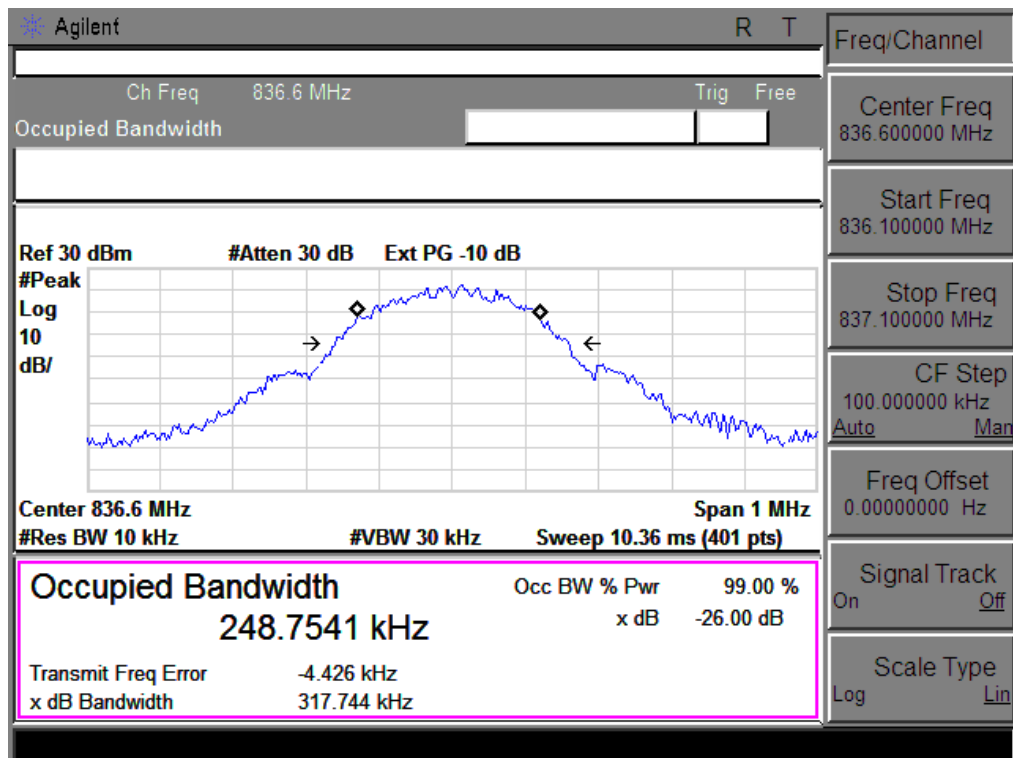 Agilent R T
Ch Freq 836.6 MHz Trig Free
Occupied Bandwidth
Ref 30 dBm #Atten 30 dB Ext PG -10 dB
#Peak
Log
10
dB/
Center 836.6 MHz Span 1 MHz
#Res BW 10 kHz #VBW 30 kHz Sweep 10.36 ms (401 pts)
Occupied Bandwidth
248.7541 kHz
Occ BW % Pwr 99.00 %
x dB -26.00 dB
Transmit Freq Error -4.426 kHz
x dB Bandwidth 317.744 kHz
Freq/Channel
Center Freq
836.600000 MHz
Start Freq
836.100000 MHz
Stop Freq
837.100000 MHz
CF Step
100.000000 kHz
Auto Man
Freq Offset
0.00000000 Hz
Signal Track
On Off
Scale Type
Log Lin